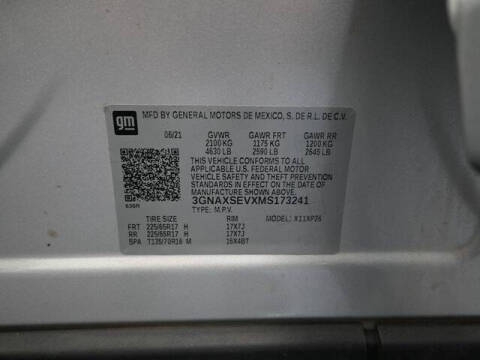 gm
MFD BY GENERAL MOTORS DE MEXICO, S. DE R.L. DE C.V.
06/21 GVWR GAWR FRT GAWR RR
2100 KG 1175 KG 1200 KG
4630 LB 2590 LB 2645 LB
THIS VEHICLE CONFORMS TO ALL
APPLICABLE U.S. FEDERAL MOTOR
VEHICLE SAFETY AND THEFT
PREVENTION STANDARDS IN EFFECT
ON THE DATE OF MANUFACTURE
SHOWN ABOVE.
3GNAXSEVXMS173241
TYPE: M.P.V. MODEL:
TIRE SIZE RIM
FRT 225/65R17 H 17X7J
RR 225/65R17 H 17X7J
SPA T135/70R16 M 16X4BT